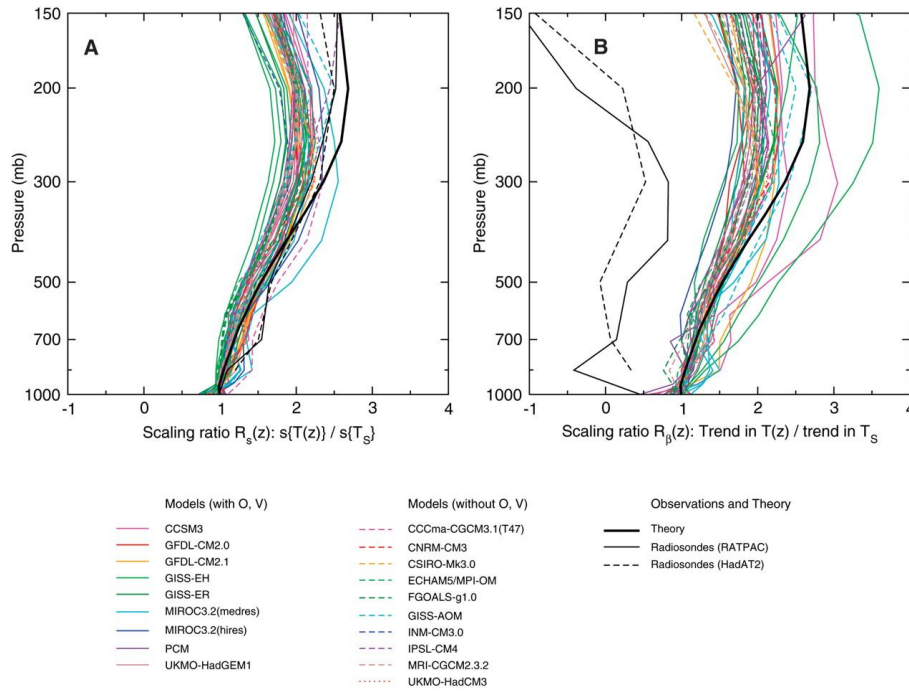 A
B
150
200
300
500
700
1000
Pressure (mb)
-1 0 1 2 3 4
Scaling ratio Rs(z): s{T(z)} / s{TS}
150
200
300
500
700
1000
Pressure (mb)
-1 0 1 2 3 4
Scaling ratio Rβ(z): Trend in T(z) / trend in TS
Models (with O, V)
CCSM3
GFDL-CM2.0
GFDL-CM2.1
GISS-EH
GISS-ER
MIROC3.2(medres)
MIROC3.2(hires)
PCM
UKMO-HadGEM1
Models (without O, V)
CCCma-CGCM3.1(T47)
CNRM-CM3
CSIRO-Mk3.0
ECHAM5/MPI-OM
FGOALS-g1.0
GISS-AOM
INM-CM3.0
IPSL-CM4
MRI-CGCM2.3.2
UKMO-HadCM3
Observations and Theory
Theory
Radiosondes (RATPAC)
Radiosondes (HadAT2)